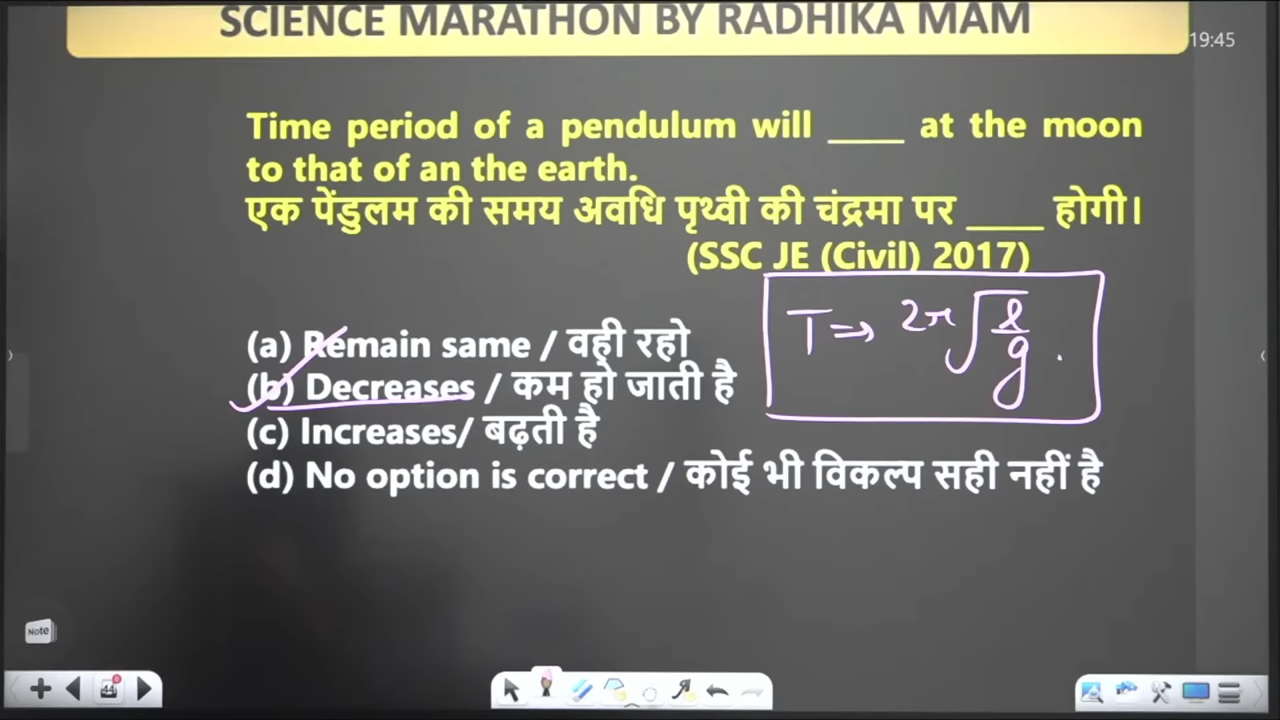 SCIENCE MARATHON BY RADHIKA MAM
19:45
Time period of a pendulum will ____ at the moon
to that of an the earth.
एक पेंडुलम की समय अवधि पृथ्वी की चंद्रमा पर ____ होगी।
(SSC JE (Civil) 2017)
T ⇒ 2π√(l/g) .
(a) Remain same / वही रहो
(b) Decreases / कम हो जाती है
(c) Increases/ बढ़ती है
(d) No option is correct / कोई भी विकल्प सही नहीं है
Note
44